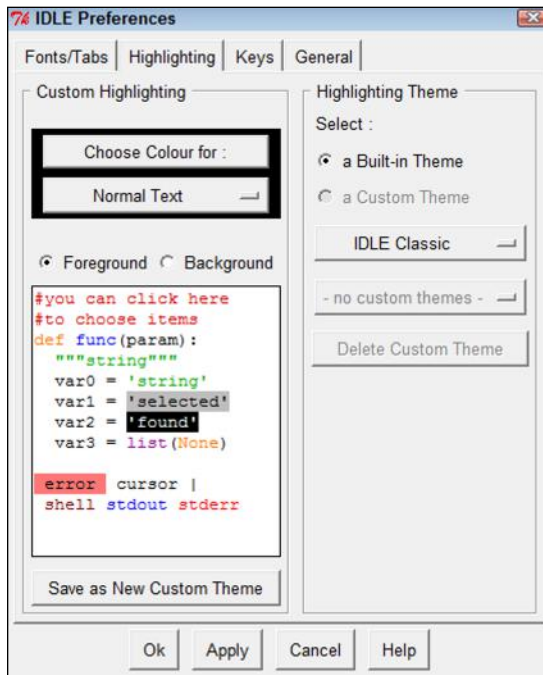 IDLE Preferences
Fonts/Tabs Highlighting Keys General
Custom Highlighting
Choose Colour for :
Normal Text
Foreground Background
#you can click here
#to choose items
def func(param):
  """string"""
  var0 = 'string'
  var1 = 'selected'
  var2 = 'found'
  var3 = list(None)
error cursor |
shell stdout stderr
Save as New Custom Theme
Highlighting Theme
Select :
a Built-in Theme
a Custom Theme
IDLE Classic
- no custom themes -
Delete Custom Theme
Ok Apply Cancel Help